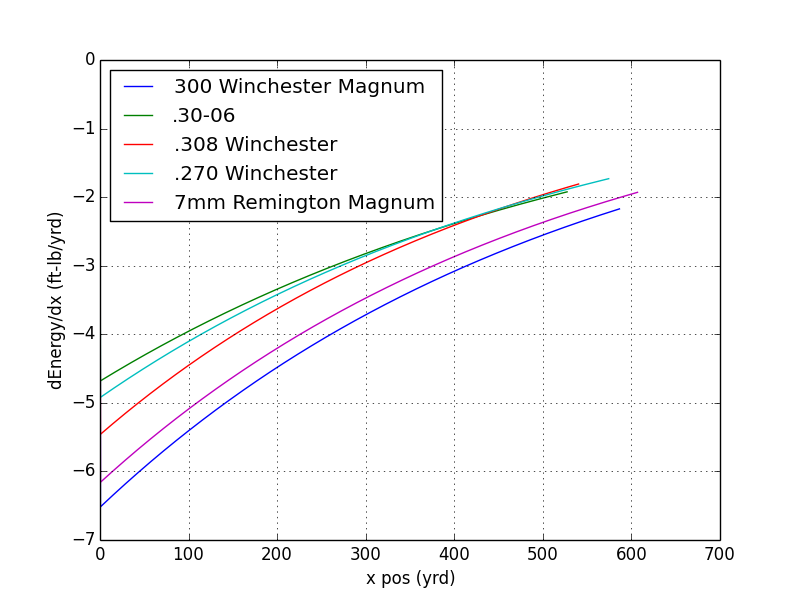 300 Winchester Magnum
.30-06
.308 Winchester
.270 Winchester
7mm Remington Magnum
0
−1
−2
−3
−4
−5
−6
−7
dEnergy/dx (ft-lb/yrd)
0 100 200 300 400 500 600 700
x pos (yrd)